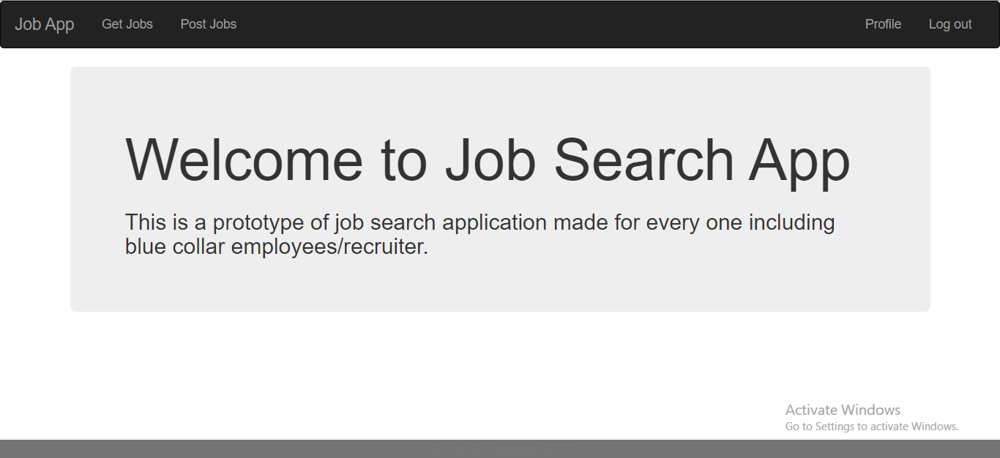 Job App Get Jobs Post Jobs Profile Log out
Welcome to Job Search App
This is a prototype of job search application made for every one including
blue collar employees/recruiter.
Activate Windows
Go to Settings to activate Windows.